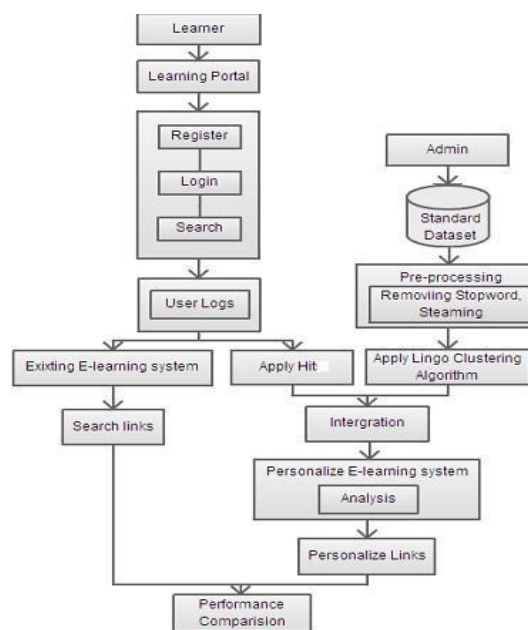 Learner
Learning Portal
Register
Login
Search
User Logs
Admin
Standard
Dataset
Pre-processing
Removiing Stopword,
Steaming
Exixting E-learning system
Apply Hit
Apply Lingo Clustering
Algorithm
Search links
Intergration
Personalize E-learning system
Analysis
Personalize Links
Performance
Comparision